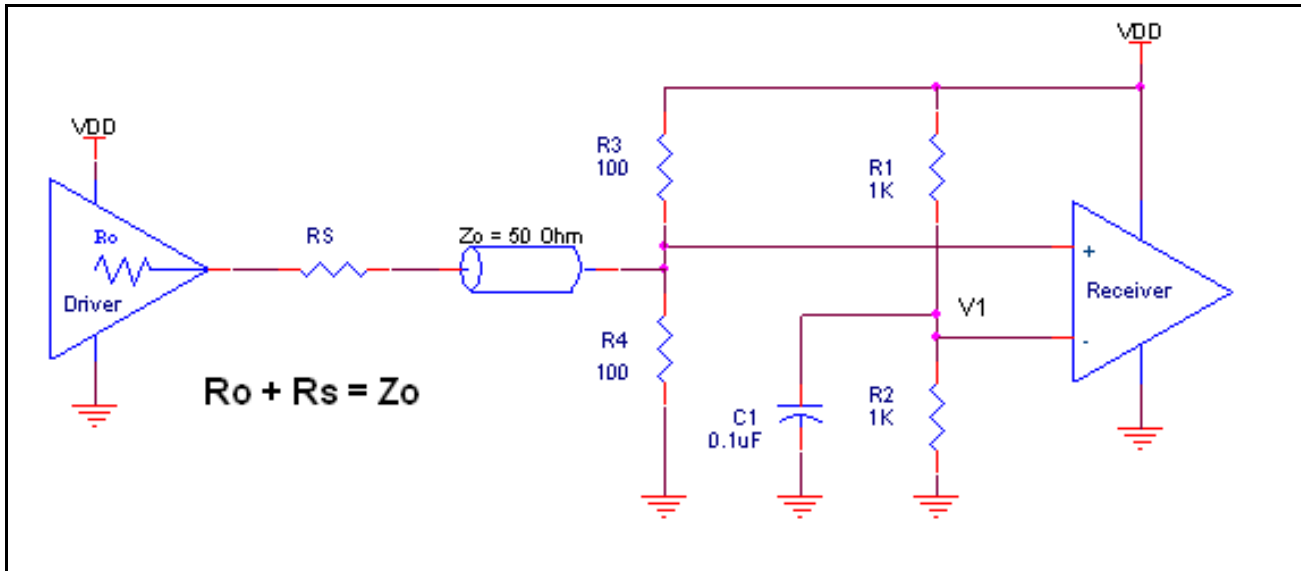 VDD
VDD
R3
100
R1
1K
Ro
RS
Zo = 50 Ohm
+
Driver
Receiver
V1
-
R4
100
Ro + Rs = Zo
R2
1K
C1
0.1uF